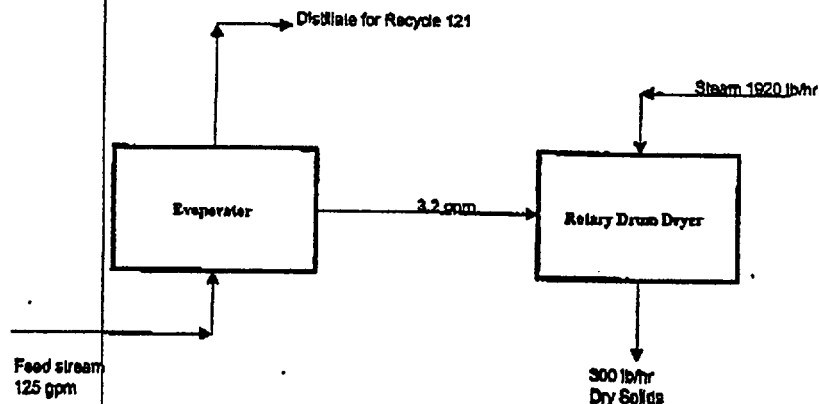 Distillate for Recycle 121
Steam 1920 lb/hr
Evaporator
3.2 gpm
Rotary Drum Dryer
Feed stream
125 gpm
300 lb/hr
Dry Solids